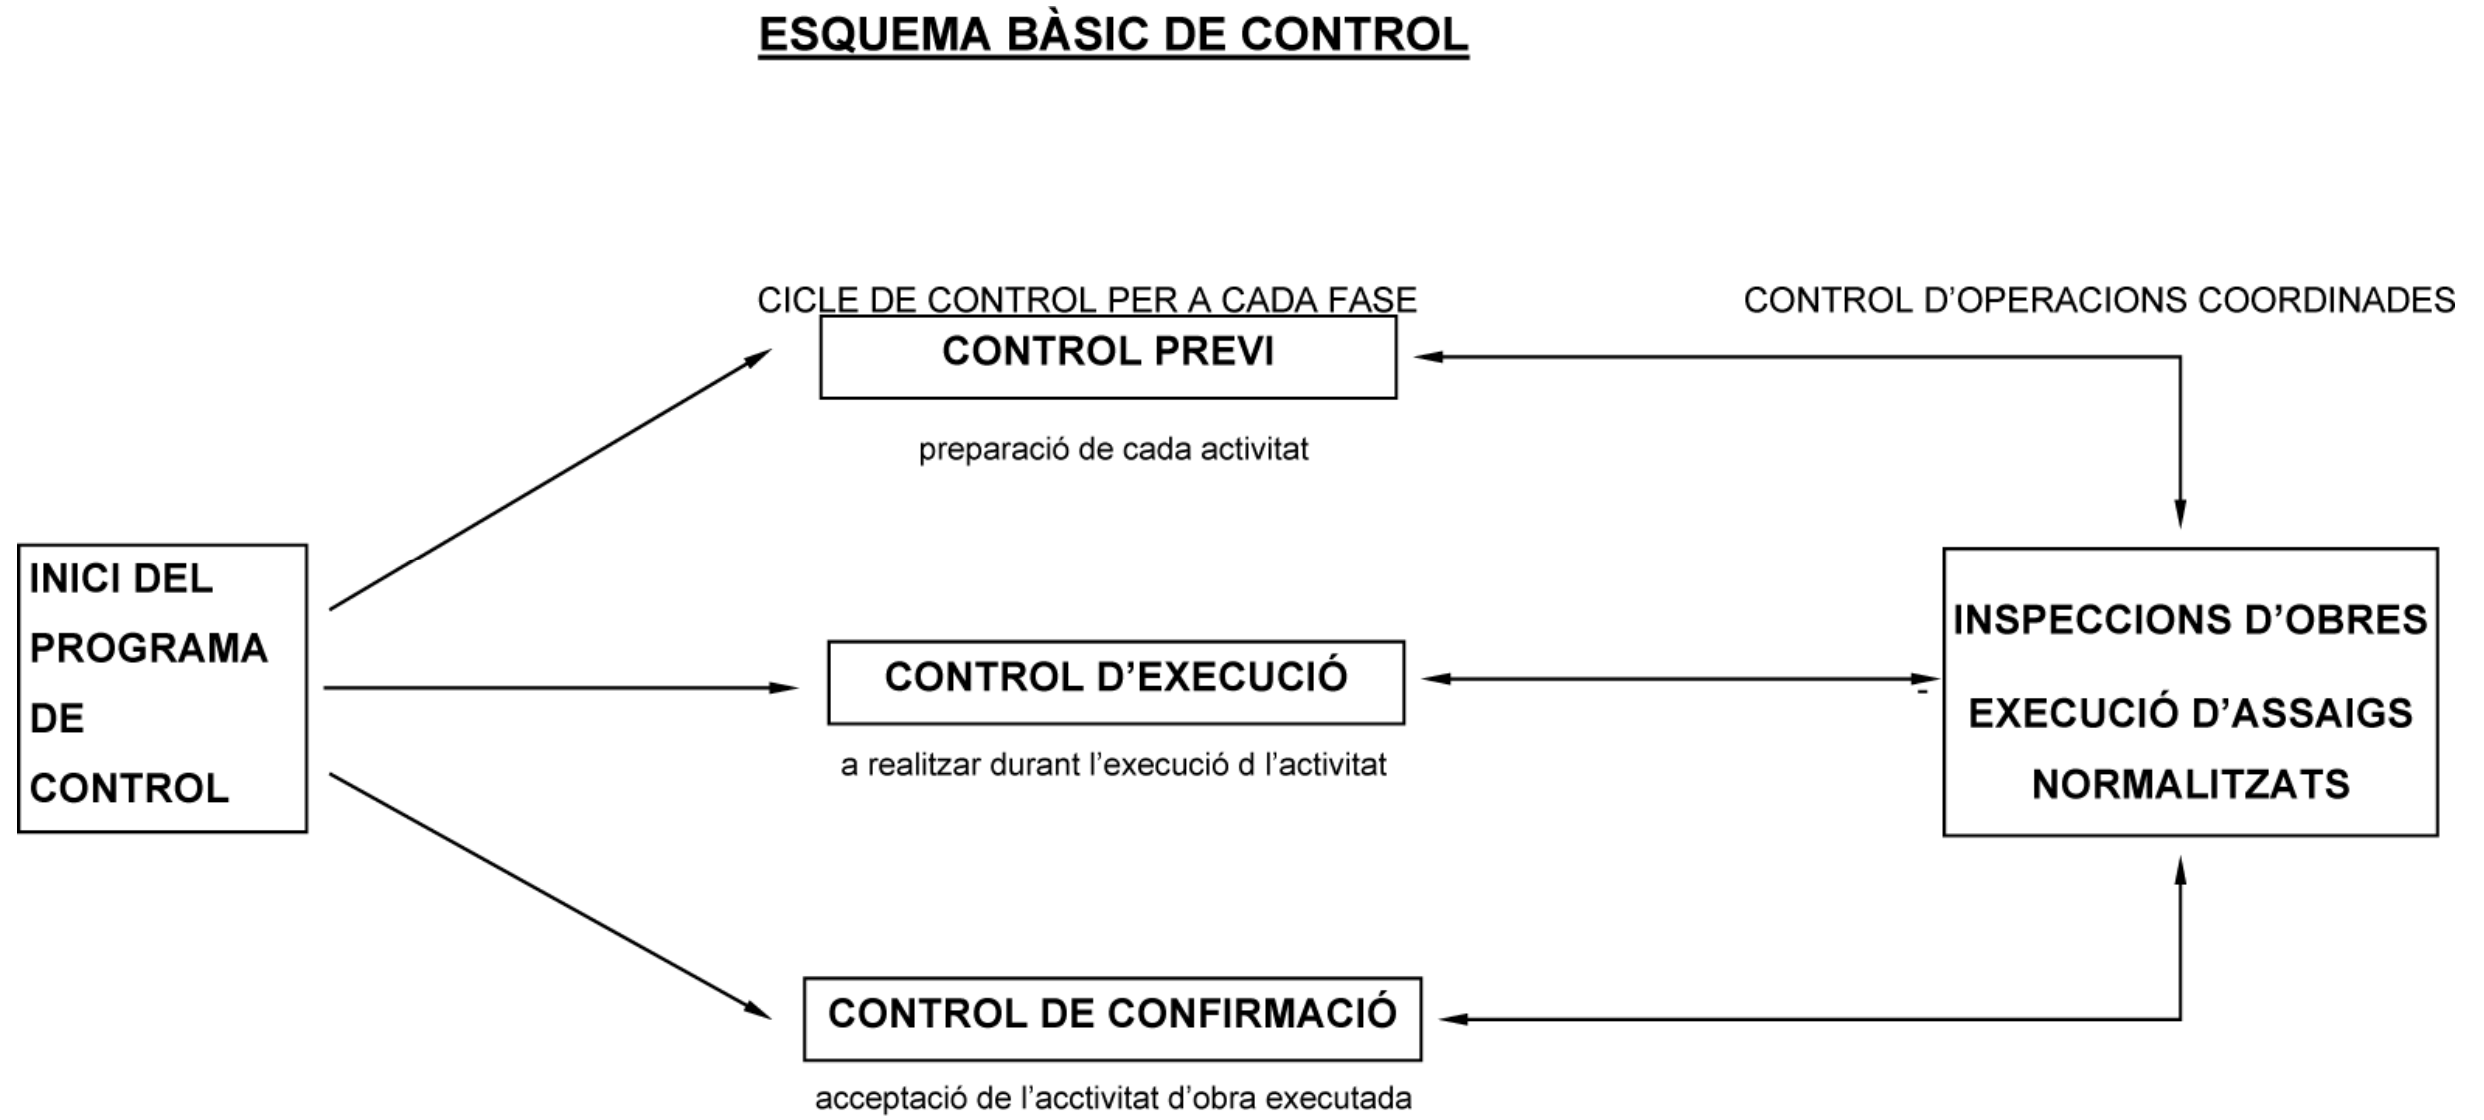 ESQUEMA BÀSIC DE CONTROL
CICLE DE CONTROL PER A CADA FASE
CONTROL D’OPERACIONS COORDINADES
CONTROL PREVI
preparació de cada activitat
INICI DEL
PROGRAMA
DE
CONTROL
CONTROL D’EXECUCIÓ
a realitzar durant l’execució d l’activitat
-
INSPECCIONS D’OBRES
EXECUCIÓ D’ASSAIGS
NORMALITZATS
CONTROL DE CONFIRMACIÓ
acceptació de l’acctivitat d’obra executada